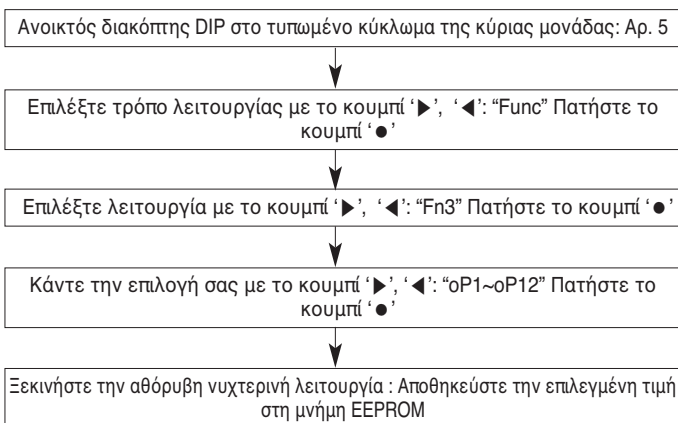 Ανοικτός διακόπτης DIP στο τυπωμένο κύκλωμα της κύριας μονάδας: Αρ. 5
Επιλέξτε τρόπο λειτουργίας με το κουμπί ‘▶’, ‘◀’: “Func” Πατήστε το
κουμπί ‘●’
Επιλέξτε λειτουργία με το κουμπί ‘▶’, ‘◀’: “Fn3” Πατήστε το κουμπί ‘●’
Κάντε την επιλογή σας με το κουμπί ‘▶’, ‘◀’: “oP1~oP12” Πατήστε το
κουμπί ‘●’
Ξεκινήστε την αθόρυβη νυχτερινή λειτουργία : Αποθηκεύστε την επιλεγμένη τιμή
στη μνήμη EEPROM